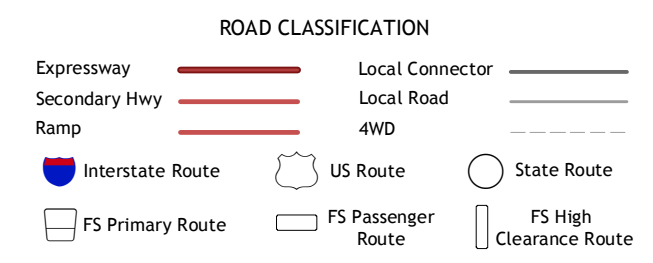 ROAD CLASSIFICATION
Expressway
Local Connector
Secondary Hwy
Local Road
Ramp
4WD
Interstate Route
US Route
State Route
FS Primary Route
FS Passenger
Route
FS High
Clearance Route